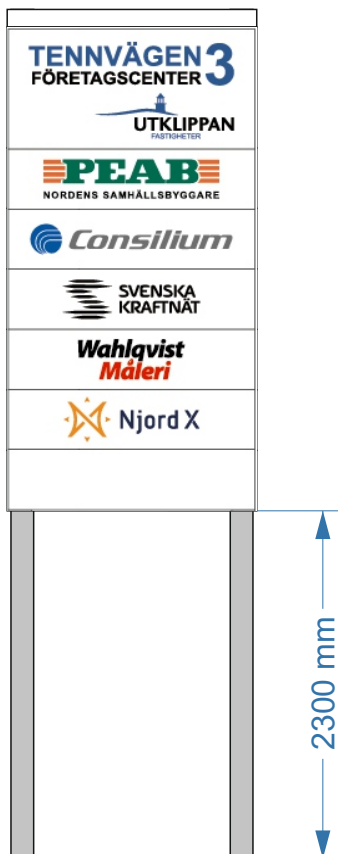 TENNVÄGEN 3
FÖRETAGSCENTER
UTKLIPPAN
FASTIGHETER
PEAB
NORDENS SAMHÄLLSBYGGARE
Consilium
SVENSKA
KRAFTNÄT
Wahlqvist
Måleri
Njord X
2300 mm